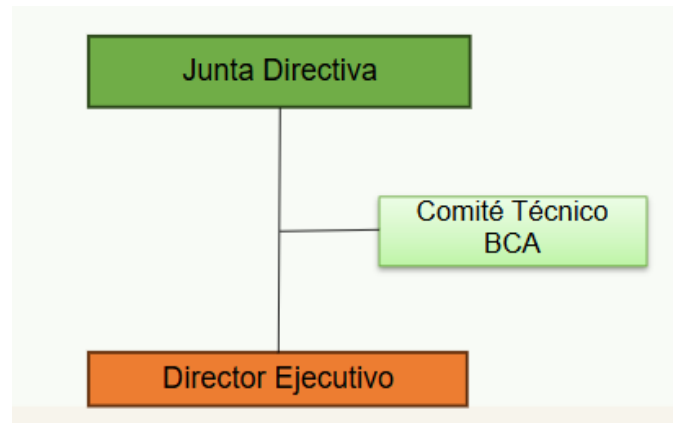 Junta Directiva
Comité Técnico
BCA
Director Ejecutivo